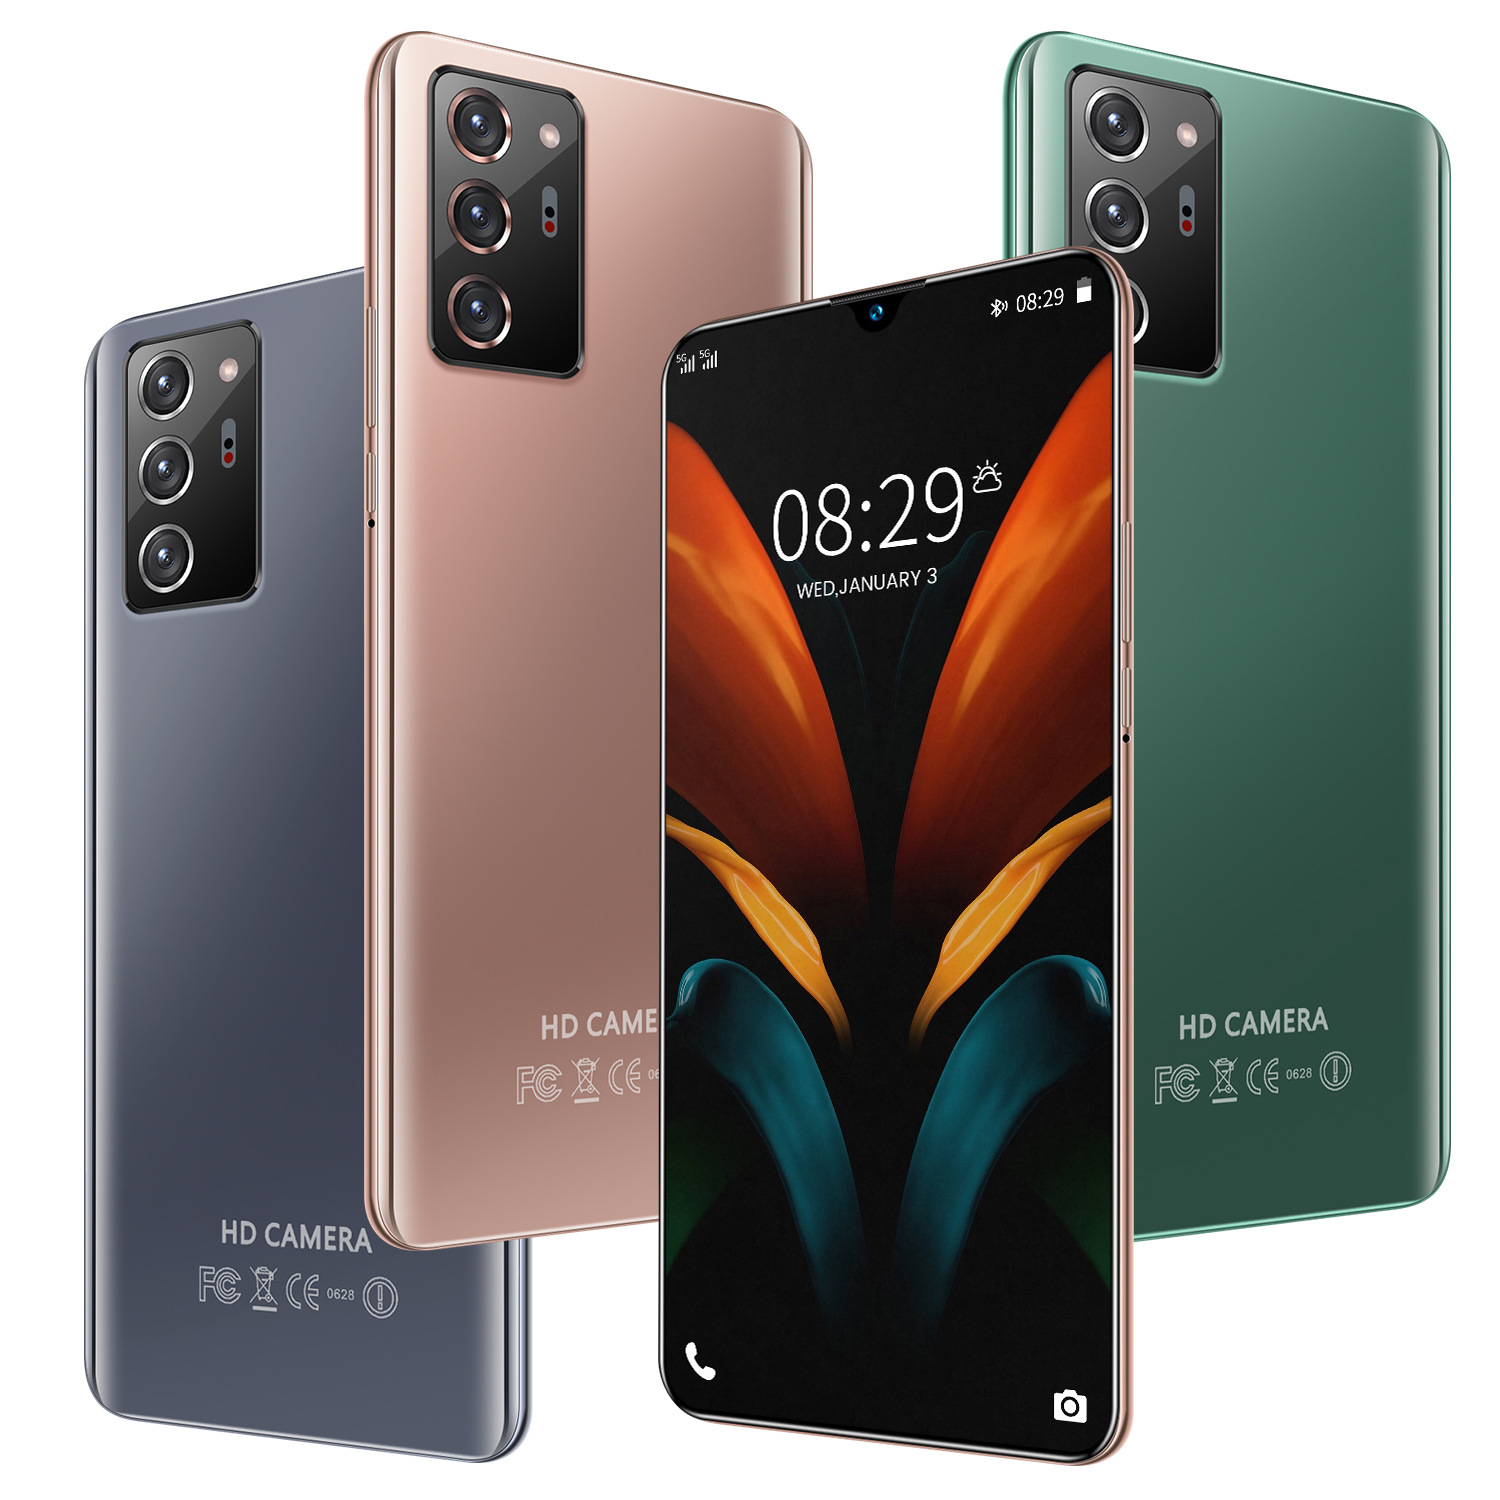 5G 5G 08:29
08:29
WED,JANUARY 3
HD CAME
FC CE 06
HD CAMERA
FC CE 0628
HD CAMERA
FC CE 0628